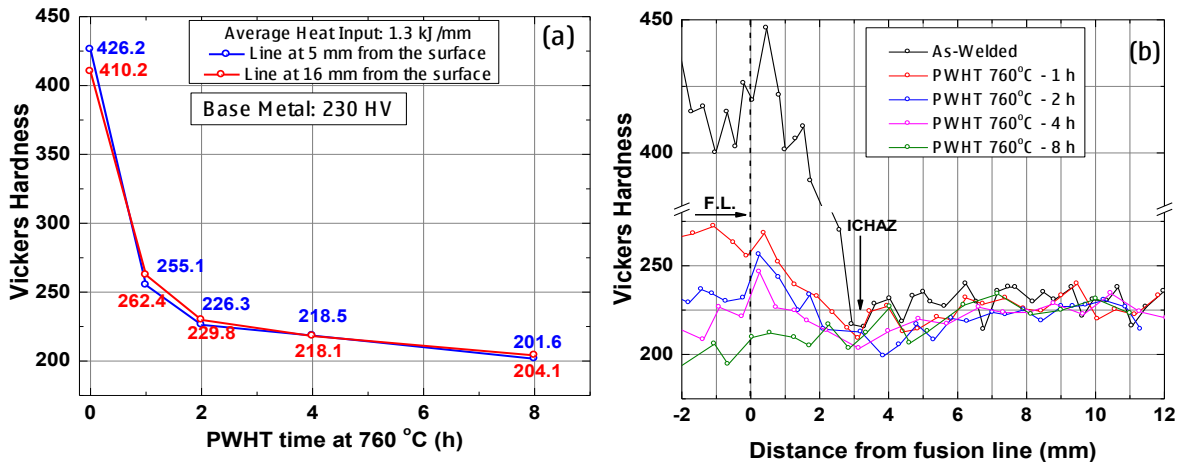 (a)
Average Heat Input: 1.3 kJ/mm
Line at 5 mm from the surface
Line at 16 mm from the surface
Base Metal: 230 HV
426.2
410.2
255.1
262.4
226.3
229.8
218.5
218.1
201.6
204.1
450
400
350
300
250
200
0
2
4
6
8
Vickers Hardness
PWHT time at 760 °C (h)
(b)
As-Welded
PWHT 760°C - 1 h
PWHT 760°C - 2 h
PWHT 760°C - 4 h
PWHT 760°C - 8 h
F.L.
ICHAZ
450
400
250
200
-2
0
2
4
6
8
10
12
Vickers Hardness
Distance from fusion line (mm)